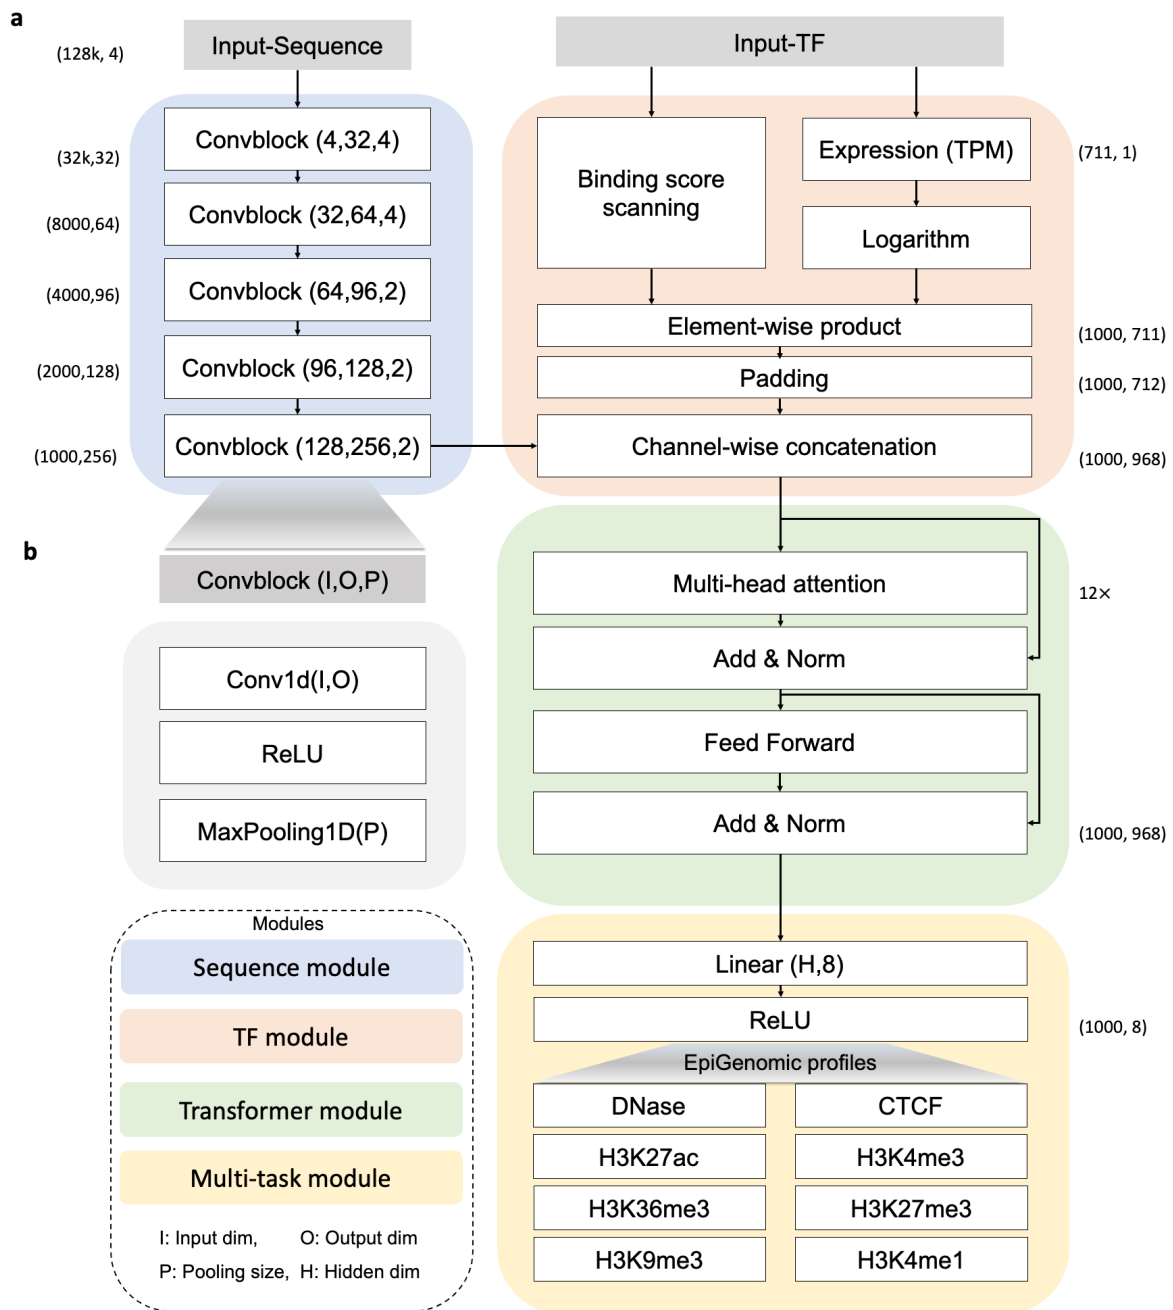 a
Input-Sequence
Input-TF
(128k, 4)
Convblock (4,32,4)
(32k,32)
Convblock (32,64,4)
(8000,64)
Convblock (64,96,2)
(4000,96)
Convblock (96,128,2)
(2000,128)
Convblock (128,256,2)
(1000,256)
Binding score
scanning
Expression (TPM)
(711, 1)
Logarithm
Element-wise product
(1000, 711)
Padding
(1000, 712)
Channel-wise concatenation
(1000, 968)
b
Convblock (I,O,P)
Conv1d(I,O)
ReLU
MaxPooling1D(P)
Multi-head attention
12×
Add & Norm
Feed Forward
Add & Norm
(1000, 968)
Modules
Sequence module
TF module
Transformer module
Multi-task module
I: Input dim, O: Output dim
P: Pooling size, H: Hidden dim
Linear (H,8)
ReLU
(1000, 8)
EpiGenomic profiles
DNase
CTCF
H3K27ac
H3K4me3
H3K36me3
H3K27me3
H3K9me3
H3K4me1